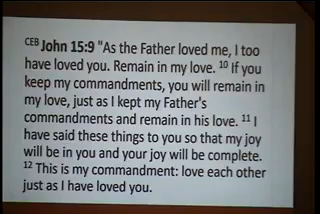 CEB John 15:9 "As the Father loved me, I too
have loved you. Remain in my love. 10 If you
keep my commandments, you will remain in
my love, just as I kept my Father's
commandments and remain in his love. 11 I
have said these things to you so that my joy
will be in you and your joy will be complete.
12 This is my commandment: love each other
just as I have loved you.